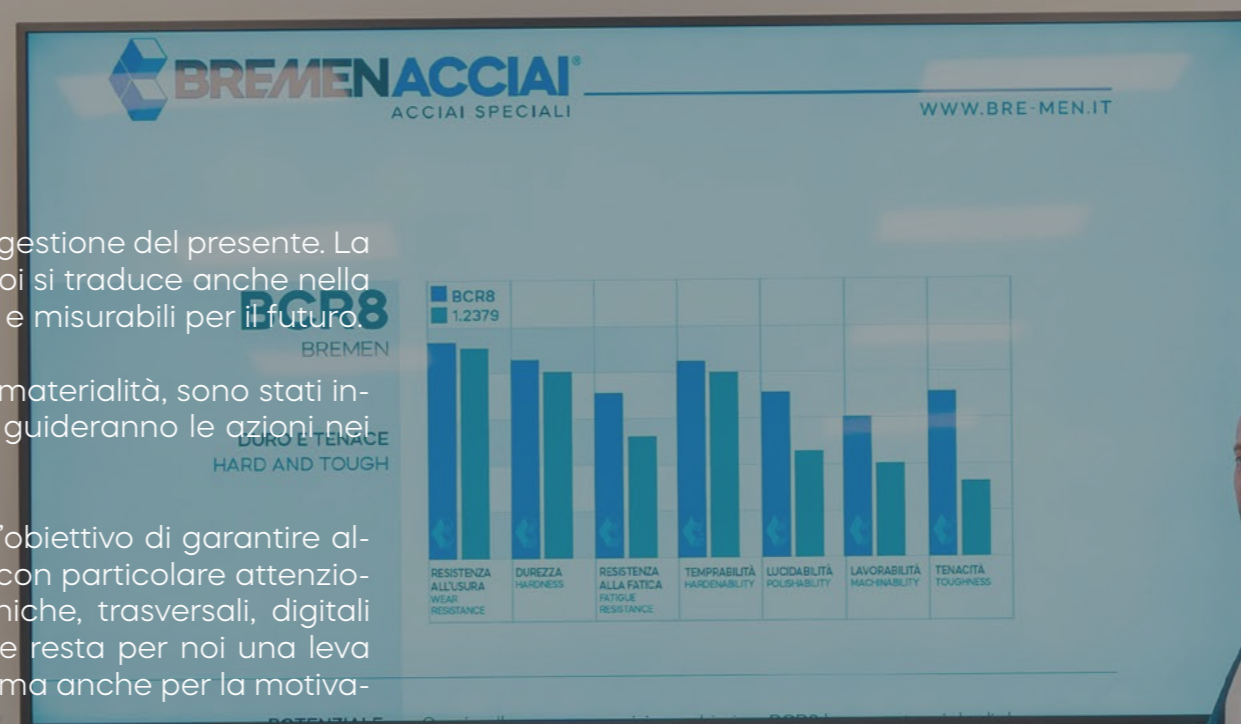 BREMENACCIAI®
ACCIAI SPECIALI
WWW.BRE-MEN.IT
gestione del presente. La
oi si traduce anche nella
e misurabili per il futuro.
materialità, sono stati in-
guideranno le azioni nei
l'obiettivo di garantire al-
con particolare attenzio-
niche, trasversali, digitali
e resta per noi una leva
ma anche per la motiva-
BCR8
BREMEN
DURO E TENACE
HARD AND TOUGH
BCR8
1.2379
RESISTENZA
ALL'USURA
WEAR
RESISTANCE
DUREZZA
HARDNESS
RESISTENZA
ALLA FATICA
FATIGUE
RESISTANCE
TEMPRABILITÀ
HARDENABILITY
LUCIDABILITÀ
POLISHABILITY
LAVORABILITÀ
MACHINABILITY
TENACITÀ
TOUGHNESS
POTENZIALE